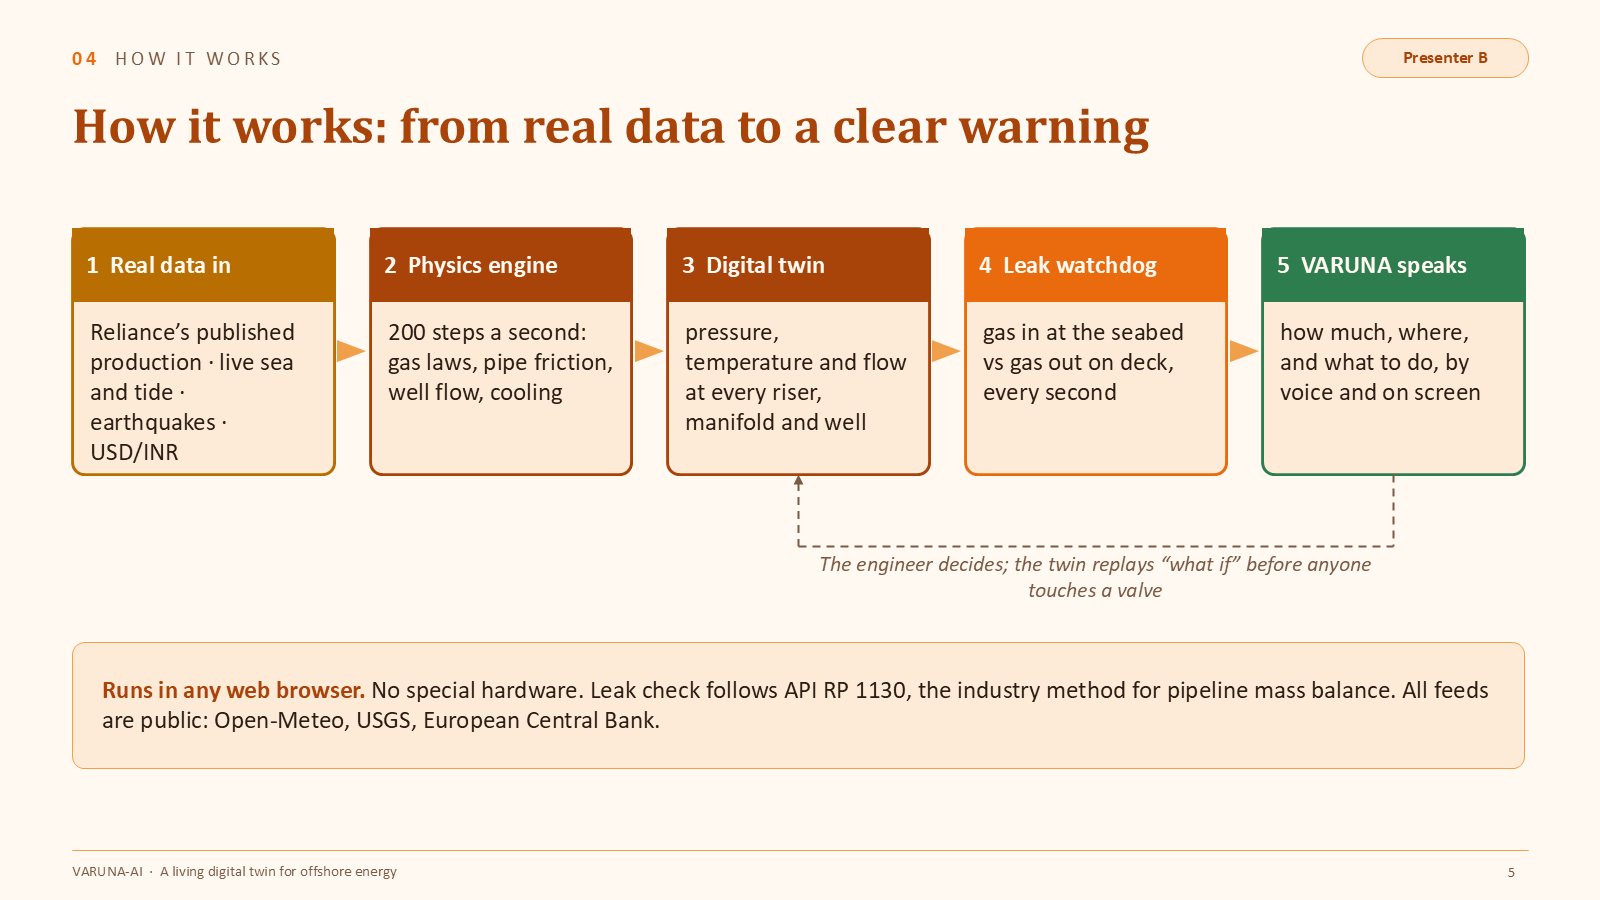 04 HOW IT WORKS
Presenter B
How it works: from real data to a clear warning
1 Real data in
Reliance’s published
production · live sea
and tide ·
earthquakes ·
USD/INR
2 Physics engine
200 steps a second:
gas laws, pipe friction,
well flow, cooling
3 Digital twin
pressure,
temperature and flow
at every riser,
manifold and well
4 Leak watchdog
gas in at the seabed
vs gas out on deck,
every second
5 VARUNA speaks
how much, where,
and what to do, by
voice and on screen
The engineer decides; the twin replays “what if” before anyone
touches a valve
Runs in any web browser. No special hardware. Leak check follows API RP 1130, the industry method for pipeline mass balance. All feeds
are public: Open-Meteo, USGS, European Central Bank.
VARUNA-AI · A living digital twin for offshore energy
5